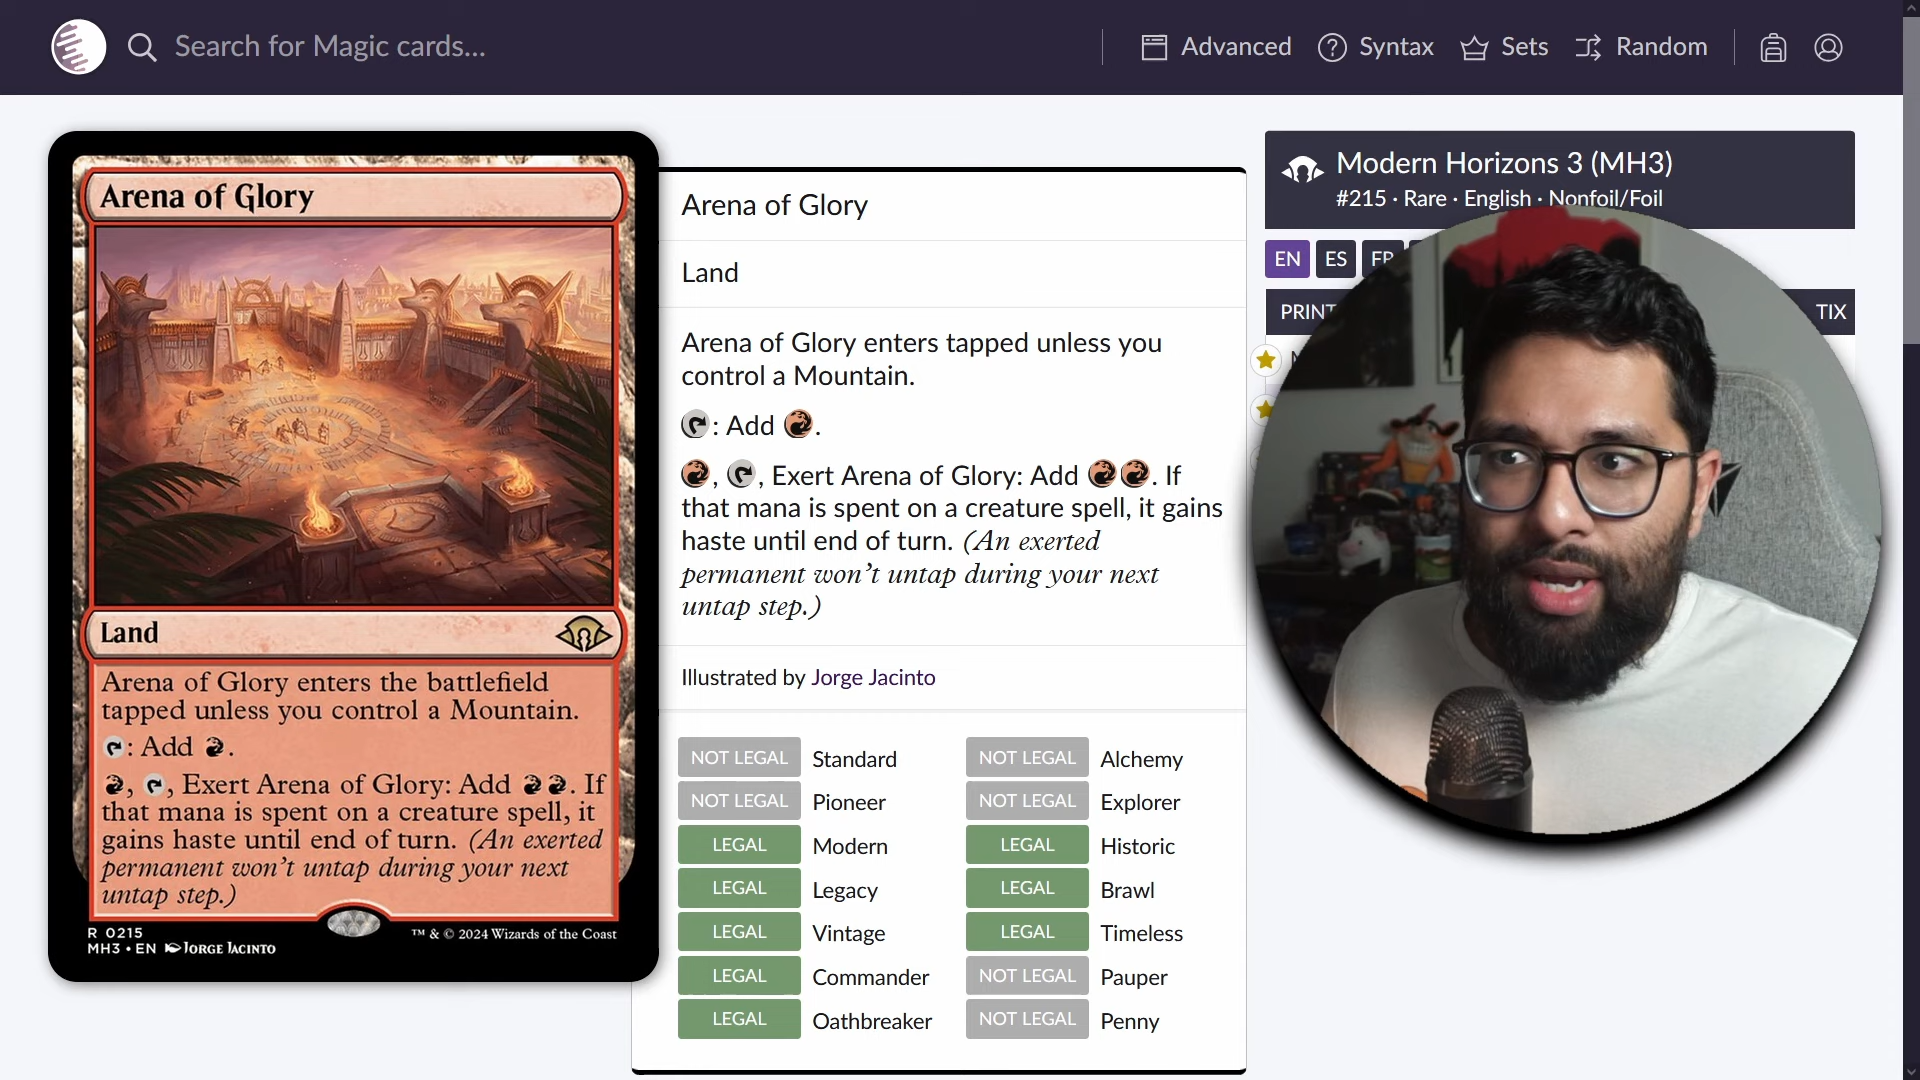 Search for Magic cards...
Advanced
Syntax
Sets
Random
Arena of Glory
Land
Arena of Glory enters the battlefield
tapped unless you control a Mountain.
: Add .
, , Exert Arena of Glory: Add . If
that mana is spent on a creature spell, it
gains haste until end of turn. (An exerted
permanent won't untap during your next
untap step.)
R 0215
MH3 • EN JORGE JACINTO
™ & © 2024 Wizards of the Coast
Arena of Glory
Land
Arena of Glory enters tapped unless you
control a Mountain.
: Add .
, , Exert Arena of Glory: Add . If
that mana is spent on a creature spell, it gains
haste until end of turn. (An exerted
permanent won't untap during your next
untap step.)
Illustrated by Jorge Jacinto
NOT LEGAL Standard NOT LEGAL Alchemy
NOT LEGAL Pioneer NOT LEGAL Explorer
LEGAL Modern LEGAL Historic
LEGAL Legacy LEGAL Brawl
LEGAL Vintage LEGAL Timeless
LEGAL Commander NOT LEGAL Pauper
LEGAL Oathbreaker NOT LEGAL Penny
Modern Horizons 3 (MH3)
#215 · Rare · English · Nonfoil/Foil
EN ES FR
PRINT TIX